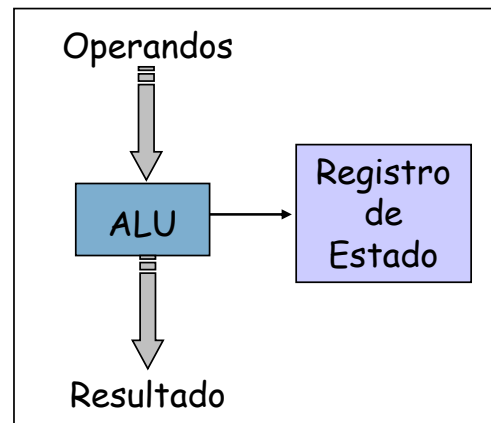 Operandos
ALU
Registro
de
Estado
Resultado